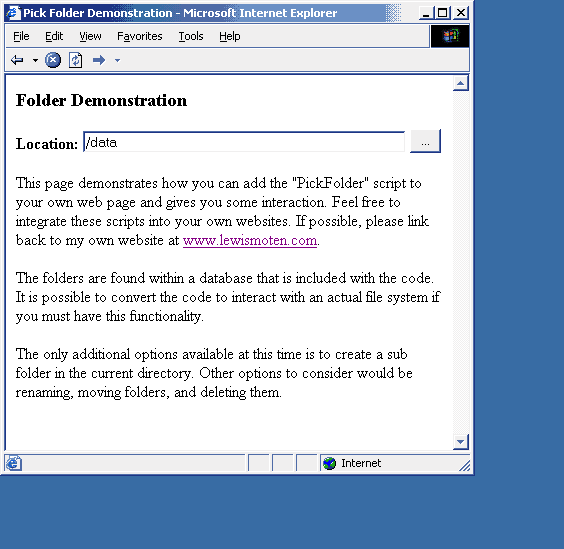 Pick Folder Demonstration - Microsoft Internet Explorer
File Edit View Favorites Tools Help
Folder Demonstration
Location: /data ...
This page demonstrates how you can add the "PickFolder" script to
your own web page and gives you some interaction. Feel free to
integrate these scripts into your own websites. If possible, please link
back to my own website at www.lewismoten.com.
The folders are found within a database that is included with the code.
It is possible to convert the code to interact with an actual file system if
you must have this functionality.
The only additional options available at this time is to create a sub
folder in the current directory. Other options to consider would be
renaming, moving folders, and deleting them.
Internet